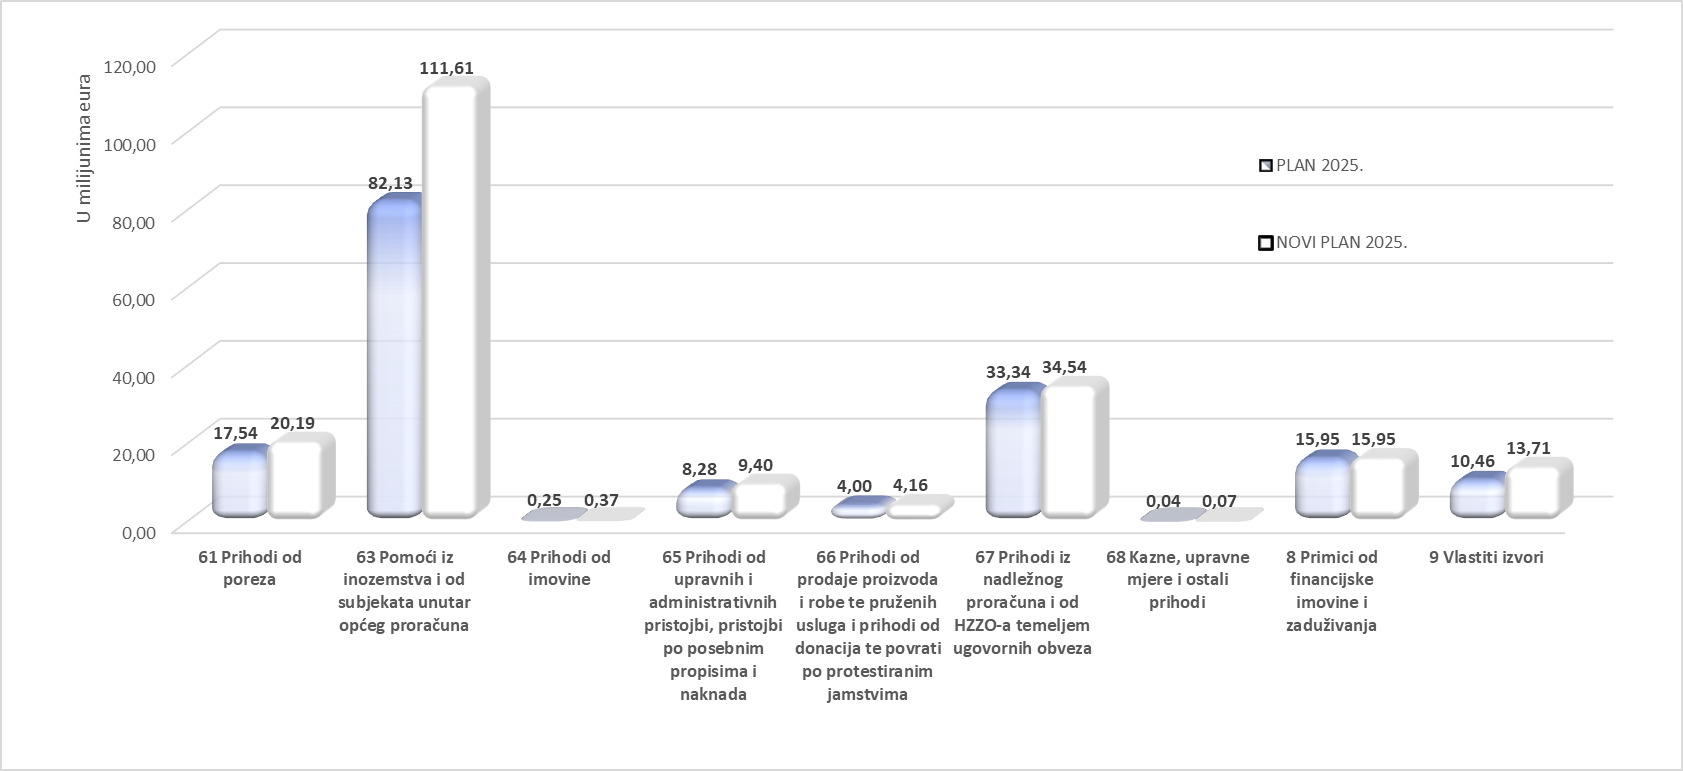 U milijunima eura
120,00
100,00
80,00
60,00
40,00
20,00
0,00
17,54
20,19
82,13
111,61
0,25
0,37
8,28
9,40
4,00
4,16
33,34
34,54
0,04
0,07
15,95
15,95
10,46
13,71
PLAN 2025.
NOVI PLAN 2025.
61 Prihodi od
poreza
63 Pomoći iz
inozemstva i od
subjekata unutar
općeg proračuna
64 Prihodi od
imovine
65 Prihodi od
upravnih i
administrativnih
pristojbi, pristojbi
po posebnim
propisima i
naknada
66 Prihodi od
prodaje proizvoda
i robe te pruženih
usluga i prihodi od
donacija te povrati
po protestiranim
jamstvima
67 Prihodi iz
nadležnog
proračuna i od
HZZO-a temeljem
ugovornih obveza
68 Kazne, upravne
mjere i ostali
prihodi
8 Primici od
financijske
imovine i
zaduživanja
9 Vlastiti izvori